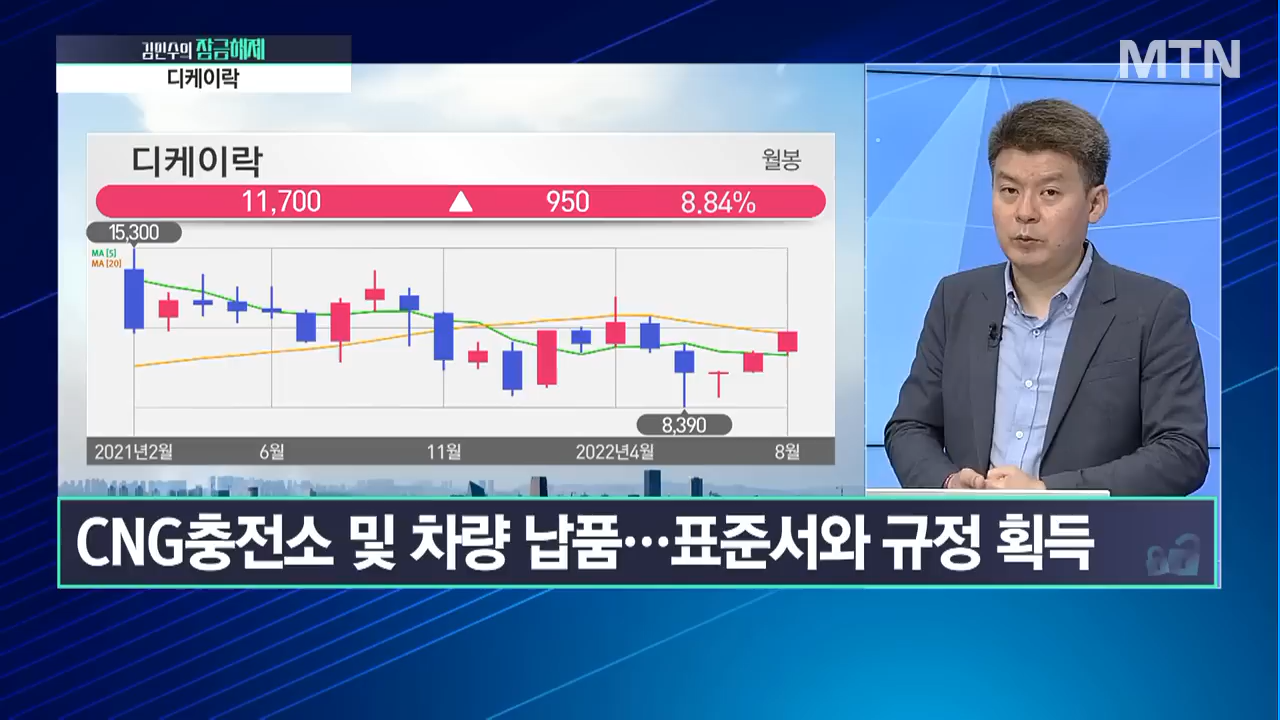 김민수의 잠금해제
디케이락
MTN
디케이락
월봉
11,700 ▲ 950 8.84%
15,300
MA [5]
MA [20]
8,390
2021년2월 6월 11월 2022년4월 8월
CNG충전소 및 차량 납품…표준서와 규정 획득